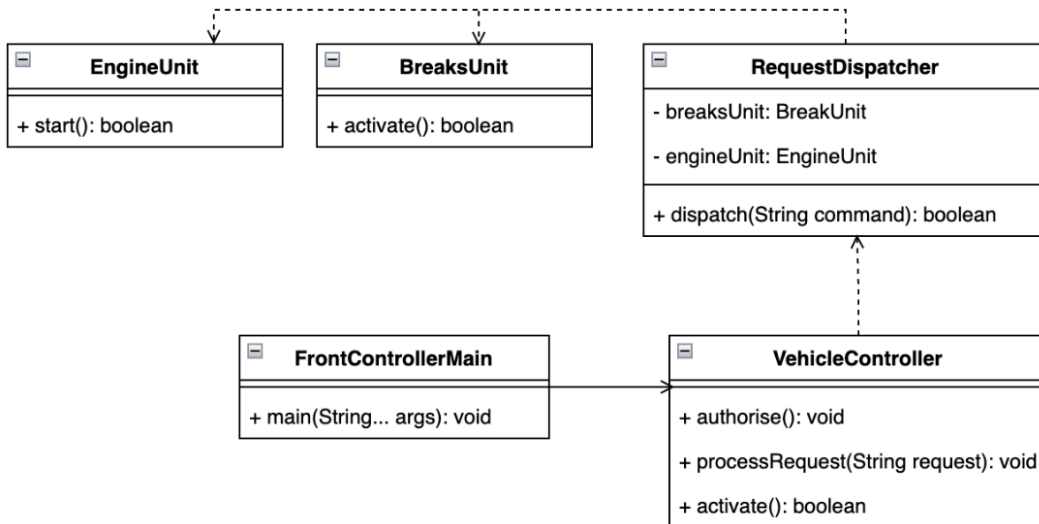 EngineUnit
+ start(): boolean
BreaksUnit
+ activate(): boolean
RequestDispatcher
- breaksUnit: BreakUnit
- engineUnit: EngineUnit
+ dispatch(String command): boolean
FrontControllerMain
+ main(String... args): void
VehicleController
+ authorise(): void
+ processRequest(String request): void
+ activate(): boolean